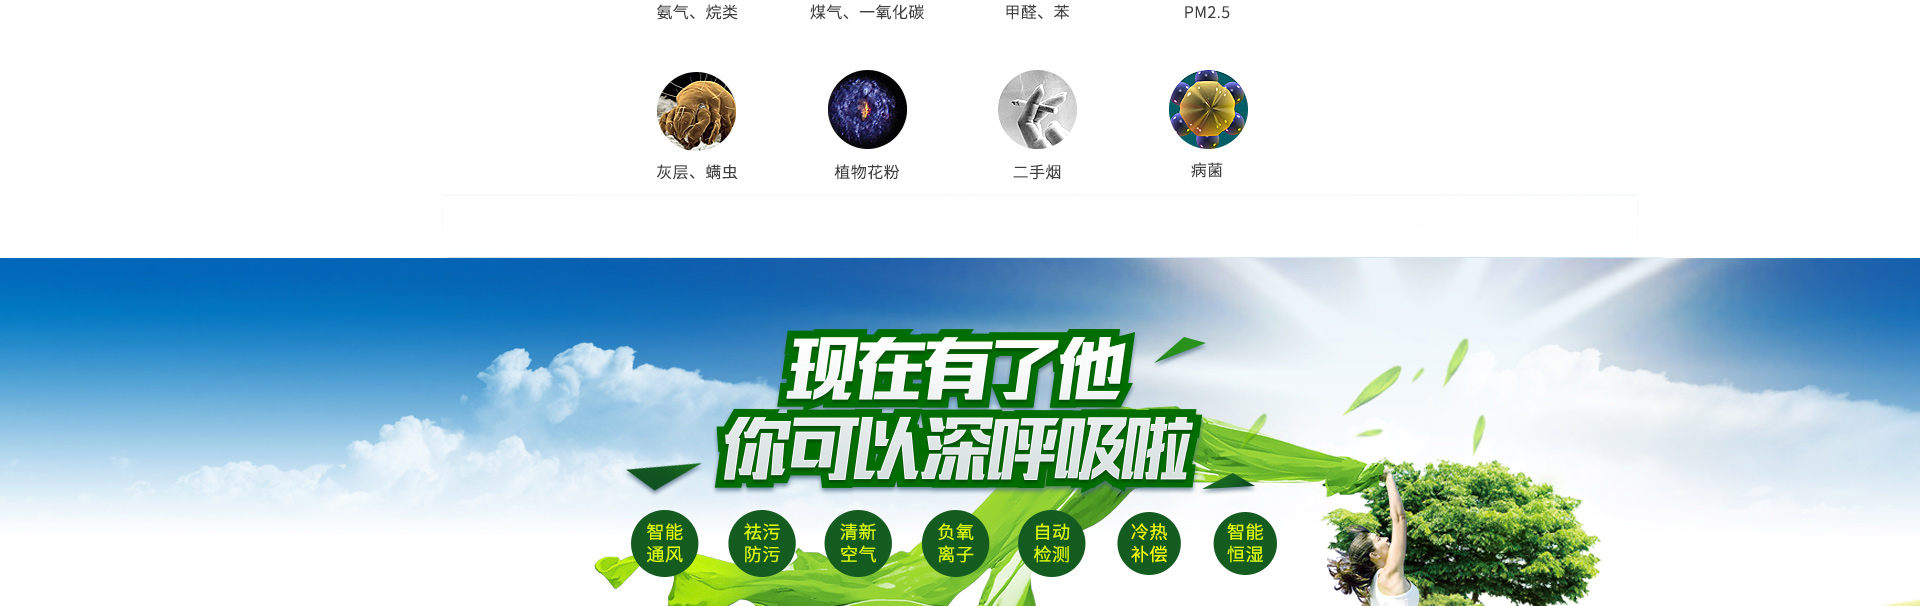 氨气、烷类
煤气、一氧化碳
甲醛、苯
PM2.5
灰层、螨虫
植物花粉
二手烟
病菌
现在有了他
你可以深呼吸啦
智能
通风
祛污
防污
清新
空气
负氧
离子
自动
检测
冷热
补偿
智能
恒湿